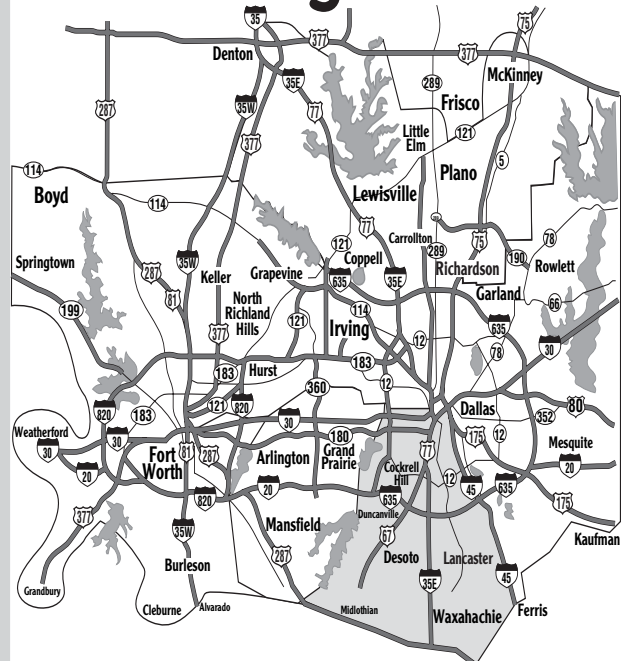 35
75
377
377
Denton
McKinney
35E
289
287
35W
77
Frisco
Little
Elm
121
377
Plano
5
114
Boyd
114
Lewisville
77
78
121
Carrollton
289
75
190
Springtown
35W
Coppell
Richardson
Rowlett
287
Keller
Grapevine
635
35E
81
North
Richland
Hills
114
Garland
66
199
121
Irving
635
377
12
30
78
183
Hurst
183
12
360
820
183
121
820
30
Dallas
352
80
Weatherford
30
30
180
175
12
81
287
Arlington
Grand
Prairie
77
Mesquite
Fort
Worth
Cockrell
Hill
20
20
12
45
635
820
20
635
175
377
Duncanville
35W
Mansfield
67
287
Desoto
Lancaster
Kaufman
Burleson
35E
45
Grandbury
Cleburne
Alvarado
Midlothian
Waxahachie
Ferris